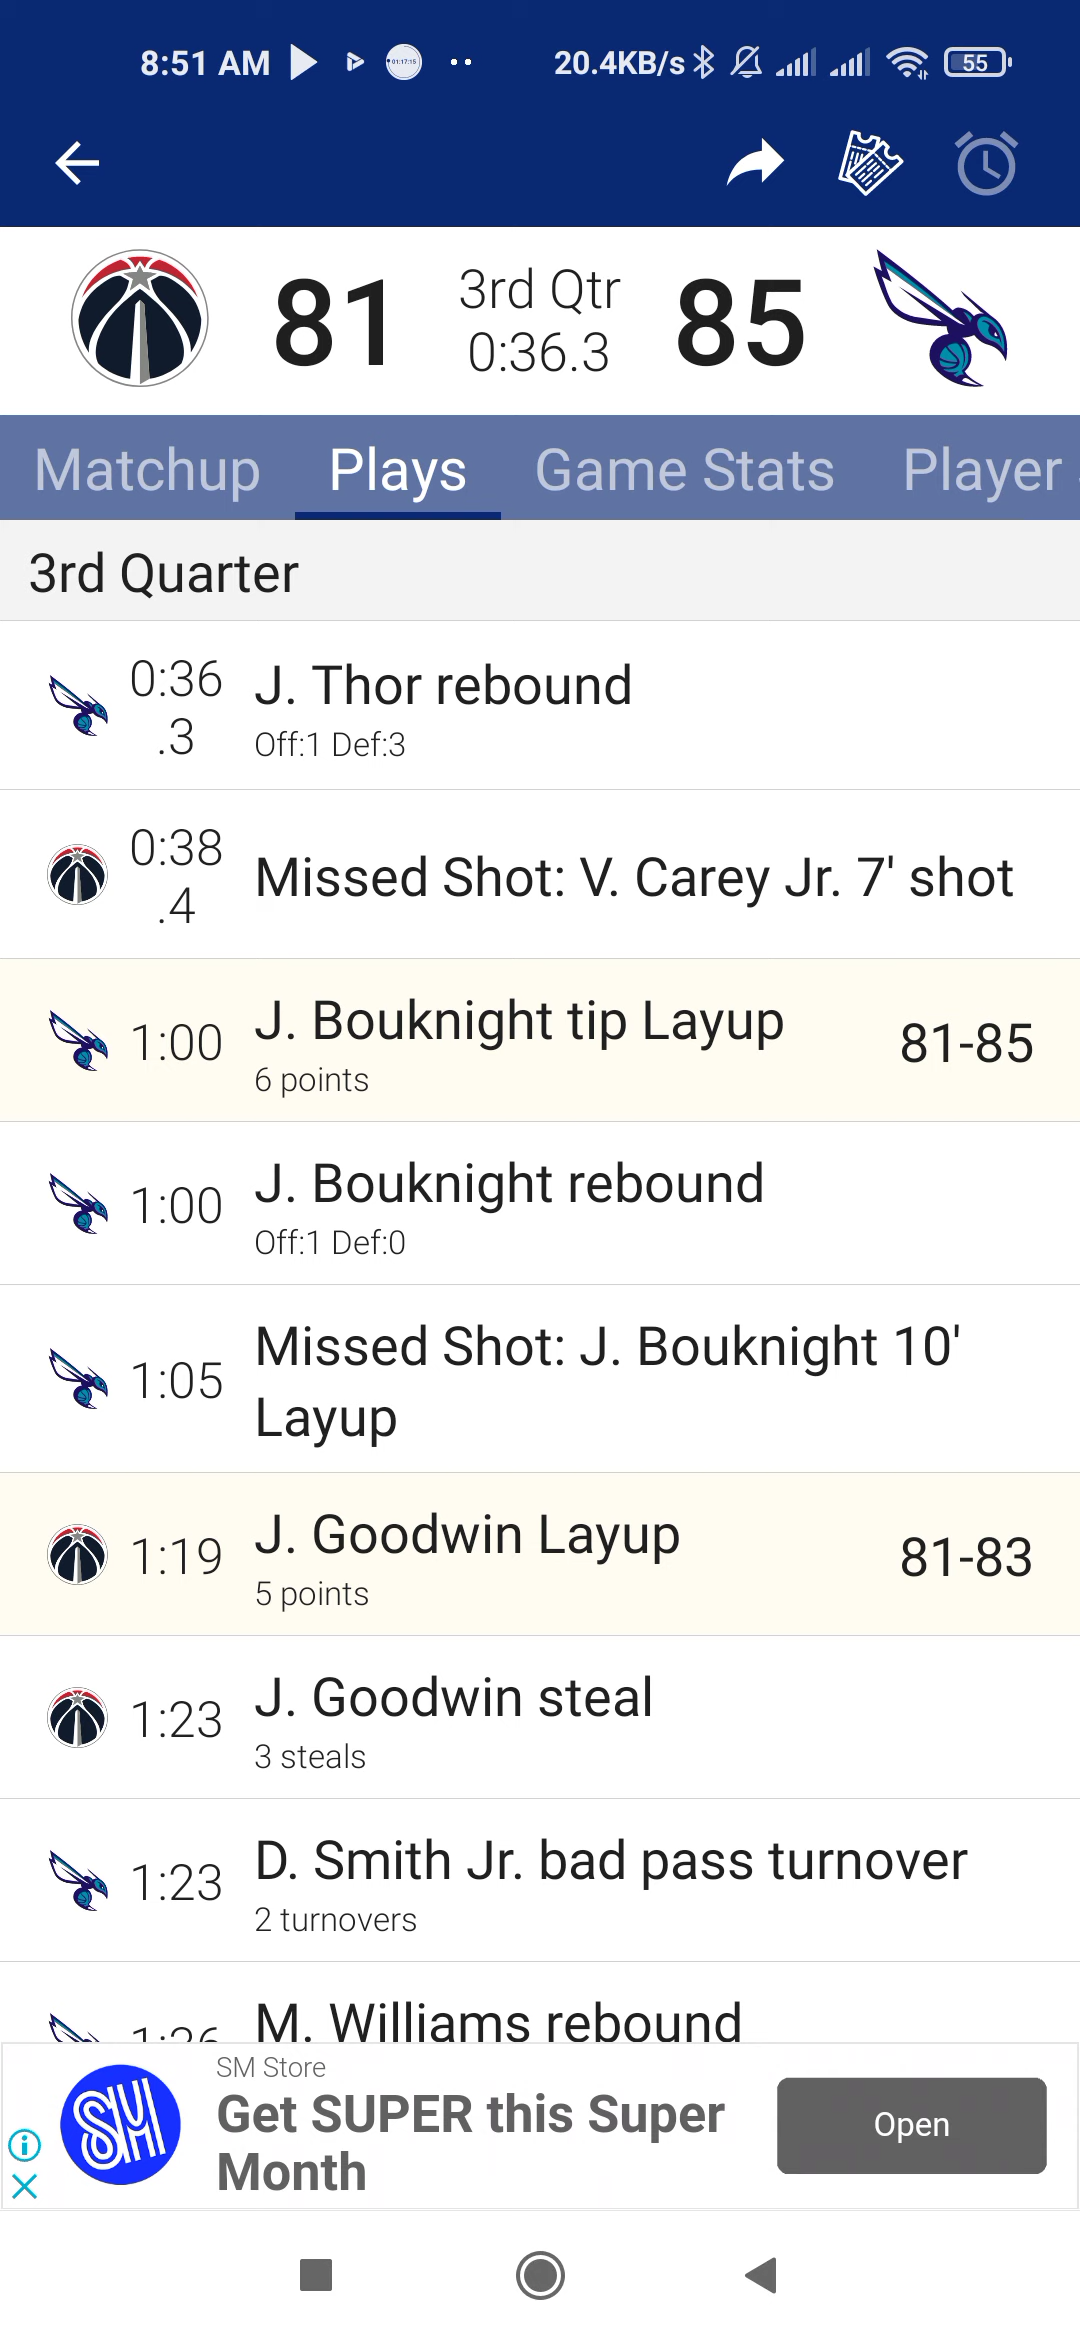 8:51 AM
20.4KB/s
55
81
3rd Qtr
0:36.3
85
Matchup
Plays
Game Stats
Player
3rd Quarter
0:36
.3
J. Thor rebound
Off:1 Def:3
0:38
.4
Missed Shot: V. Carey Jr. 7' shot
1:00
J. Bouknight tip Layup
6 points
81-85
1:00
J. Bouknight rebound
Off:1 Def:0
1:05
Missed Shot: J. Bouknight 10'
Layup
1:19
J. Goodwin Layup
5 points
81-83
1:23
J. Goodwin steal
3 steals
1:23
D. Smith Jr. bad pass turnover
2 turnovers
1:26
M. Williams rebound
SM
SM Store
Get SUPER this Super
Month
Open